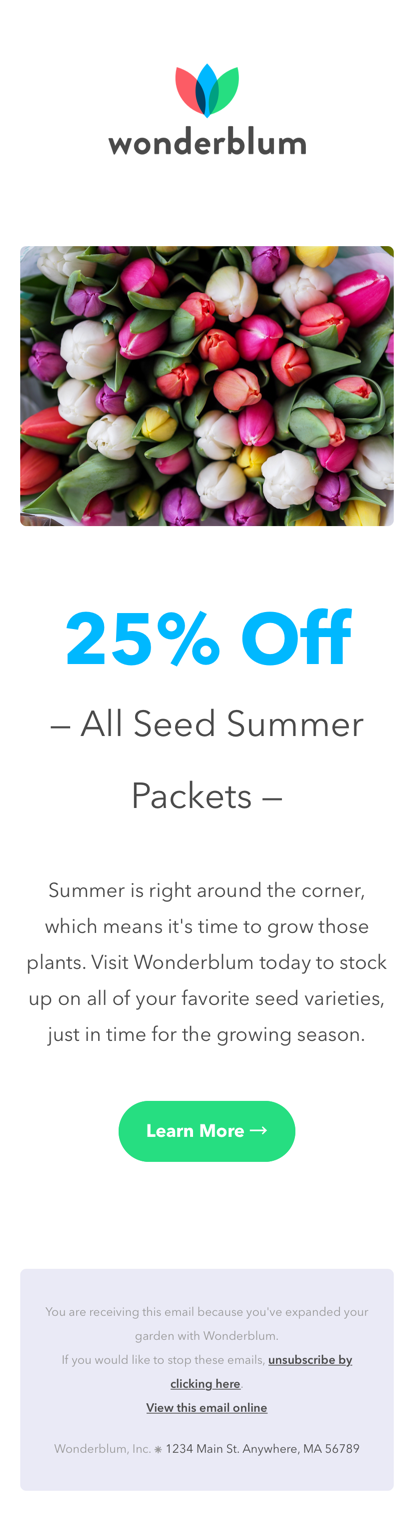 wonderblum
25% Off
– All Seed Summer
Packets –
Summer is right around the corner,
which means it's time to grow those
plants. Visit Wonderblum today to stock
up on all of your favorite seed varieties,
just in time for the growing season.
Learn More →
You are receiving this email because you've expanded your
garden with Wonderblum.
If you would like to stop these emails, unsubscribe by
clicking here.
View this email online
Wonderblum, Inc. ⁕ 1234 Main St. Anywhere, MA 56789